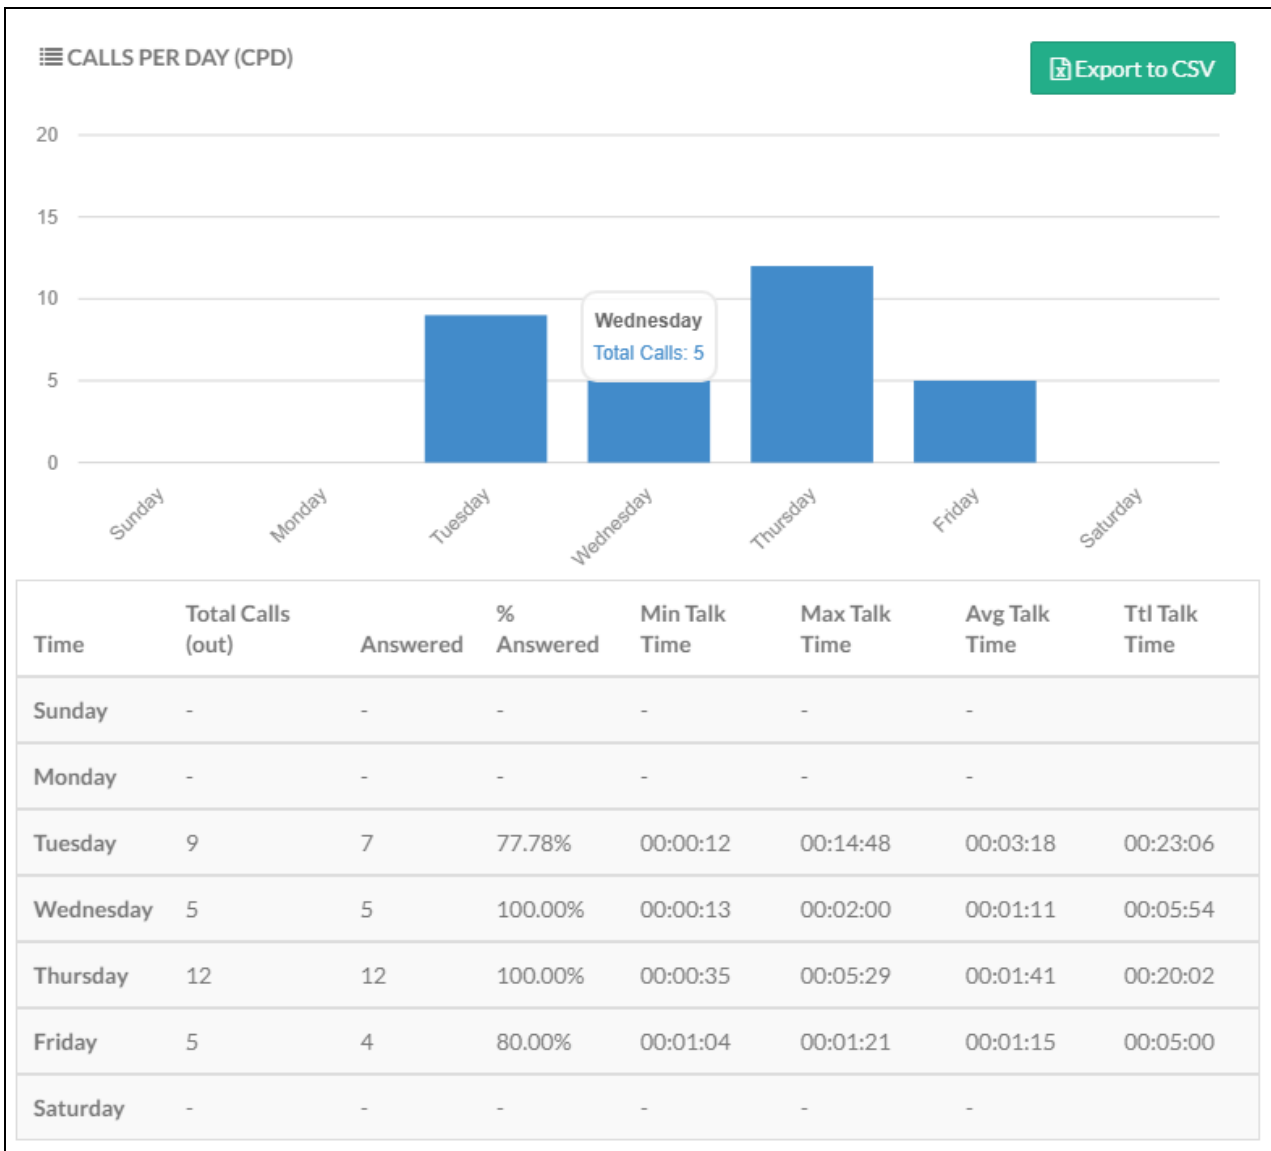 CALLS PER DAY (CPD)
Export to CSV
20
15
10
5
0
Wednesday
Total Calls: 5
Sunday Monday Tuesday Wednesday Thursday Friday Saturday
Time Total Calls (out) Answered % Answered Min Talk Time Max Talk Time Avg Talk Time Ttl Talk Time
Sunday - - - - - -
Monday - - - - - -
Tuesday 9 7 77.78% 00:00:12 00:14:48 00:03:18 00:23:06
Wednesday 5 5 100.00% 00:00:13 00:02:00 00:01:11 00:05:54
Thursday 12 12 100.00% 00:00:35 00:05:29 00:01:41 00:20:02
Friday 5 4 80.00% 00:01:04 00:01:21 00:01:15 00:05:00
Saturday - - - - - -